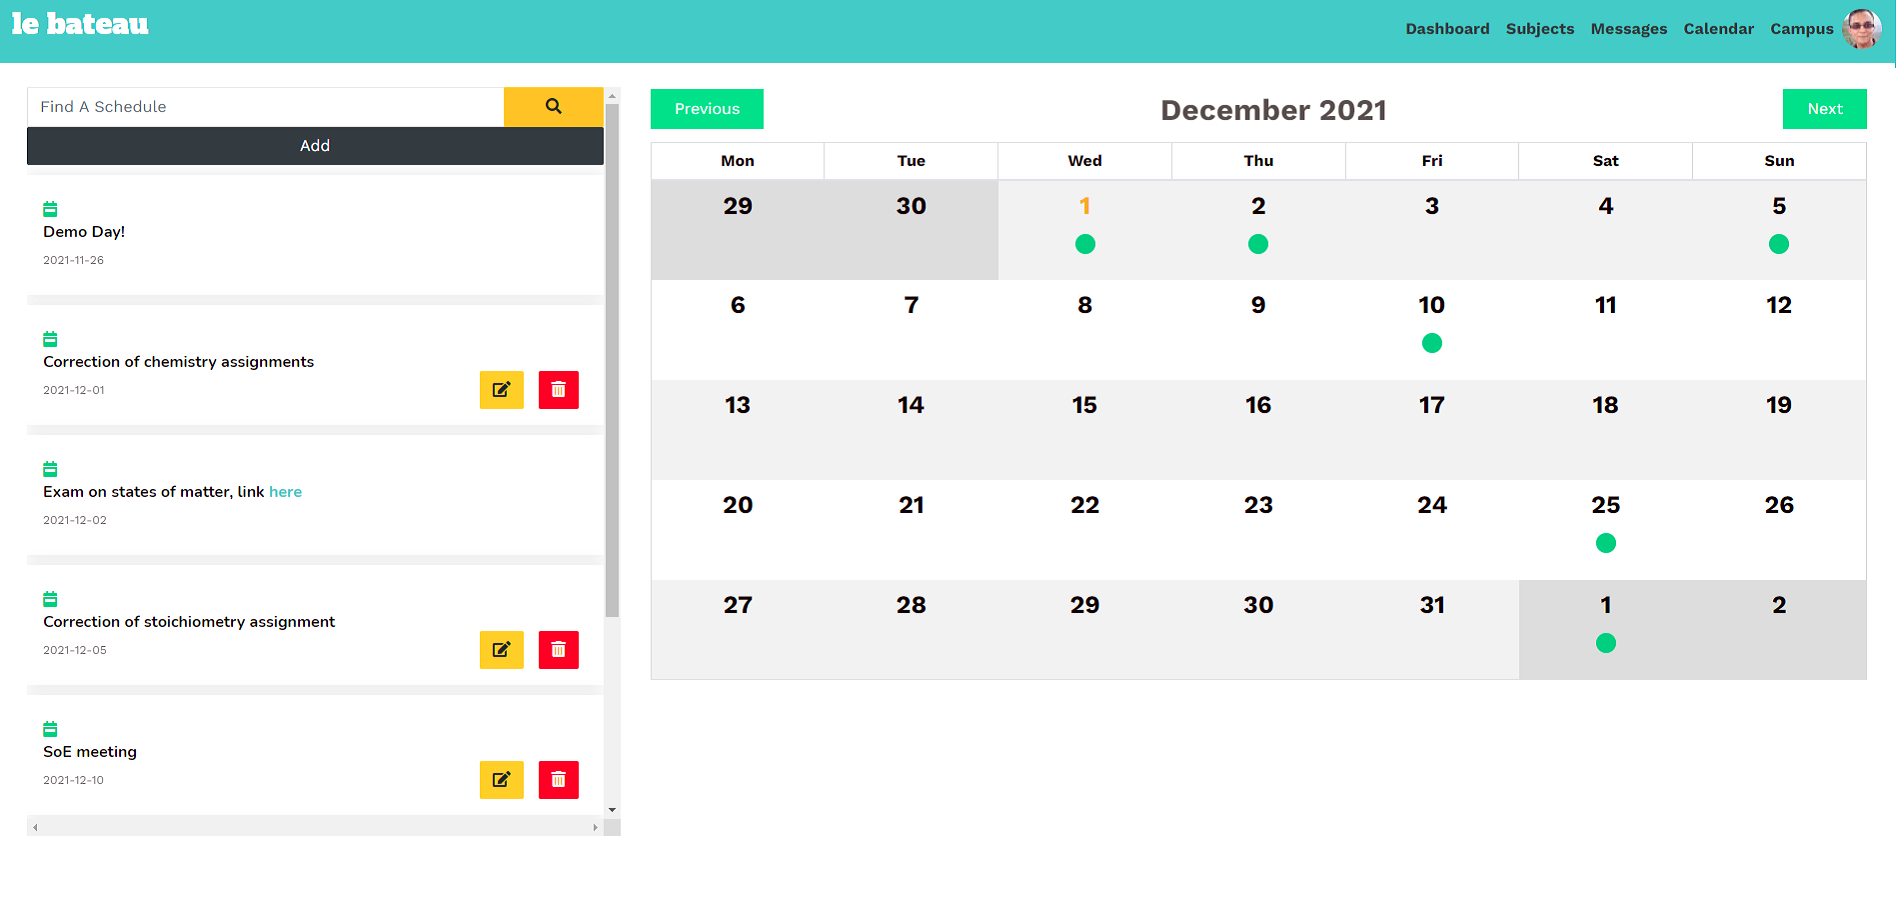 le bateau
Dashboard Subjects Messages Calendar Campus
Find A Schedule
Add
Demo Day!
2021-11-26
Correction of chemistry assignments
2021-12-01
Exam on states of matter, link here
2021-12-02
Correction of stoichiometry assignment
2021-12-05
SoE meeting
2021-12-10
Previous December 2021 Next
Mon Tue Wed Thu Fri Sat Sun
29 30 1 2 3 4 5
6 7 8 9 10 11 12
13 14 15 16 17 18 19
20 21 22 23 24 25 26
27 28 29 30 31 1 2